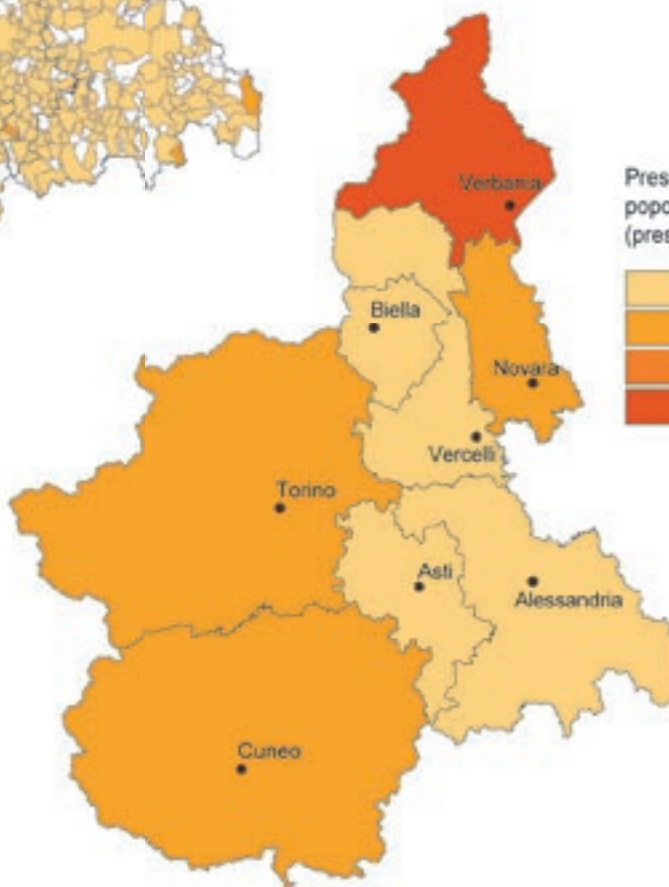 Verbania
Pres
popo
(pres
Biella
Novara
Vercelli
Torino
Asti
Alessandria
Cuneo